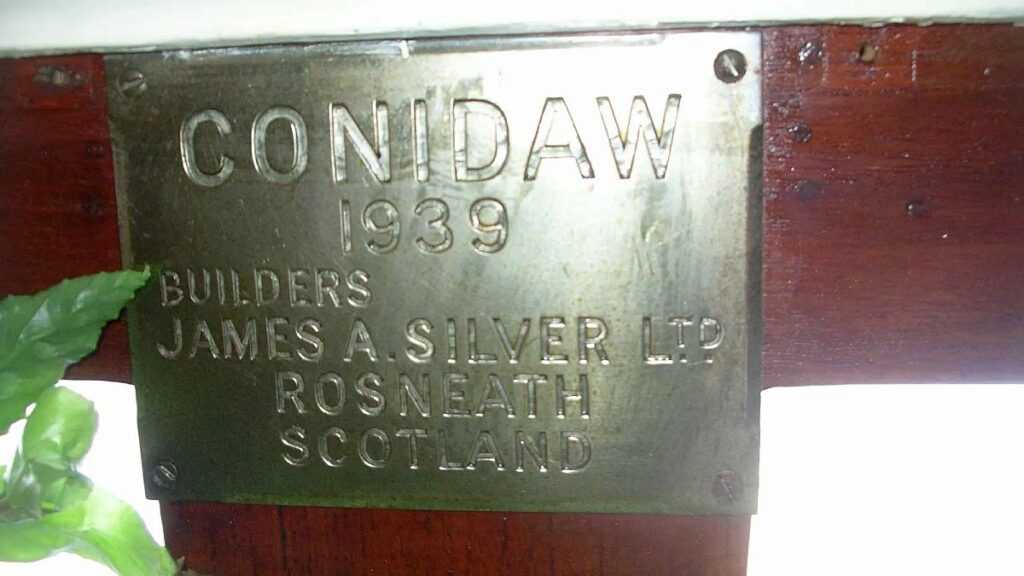 CONIDAW
1939
BUILDERS
JAMES A. SILVER LTD
ROSNEATH
SCOTLAND